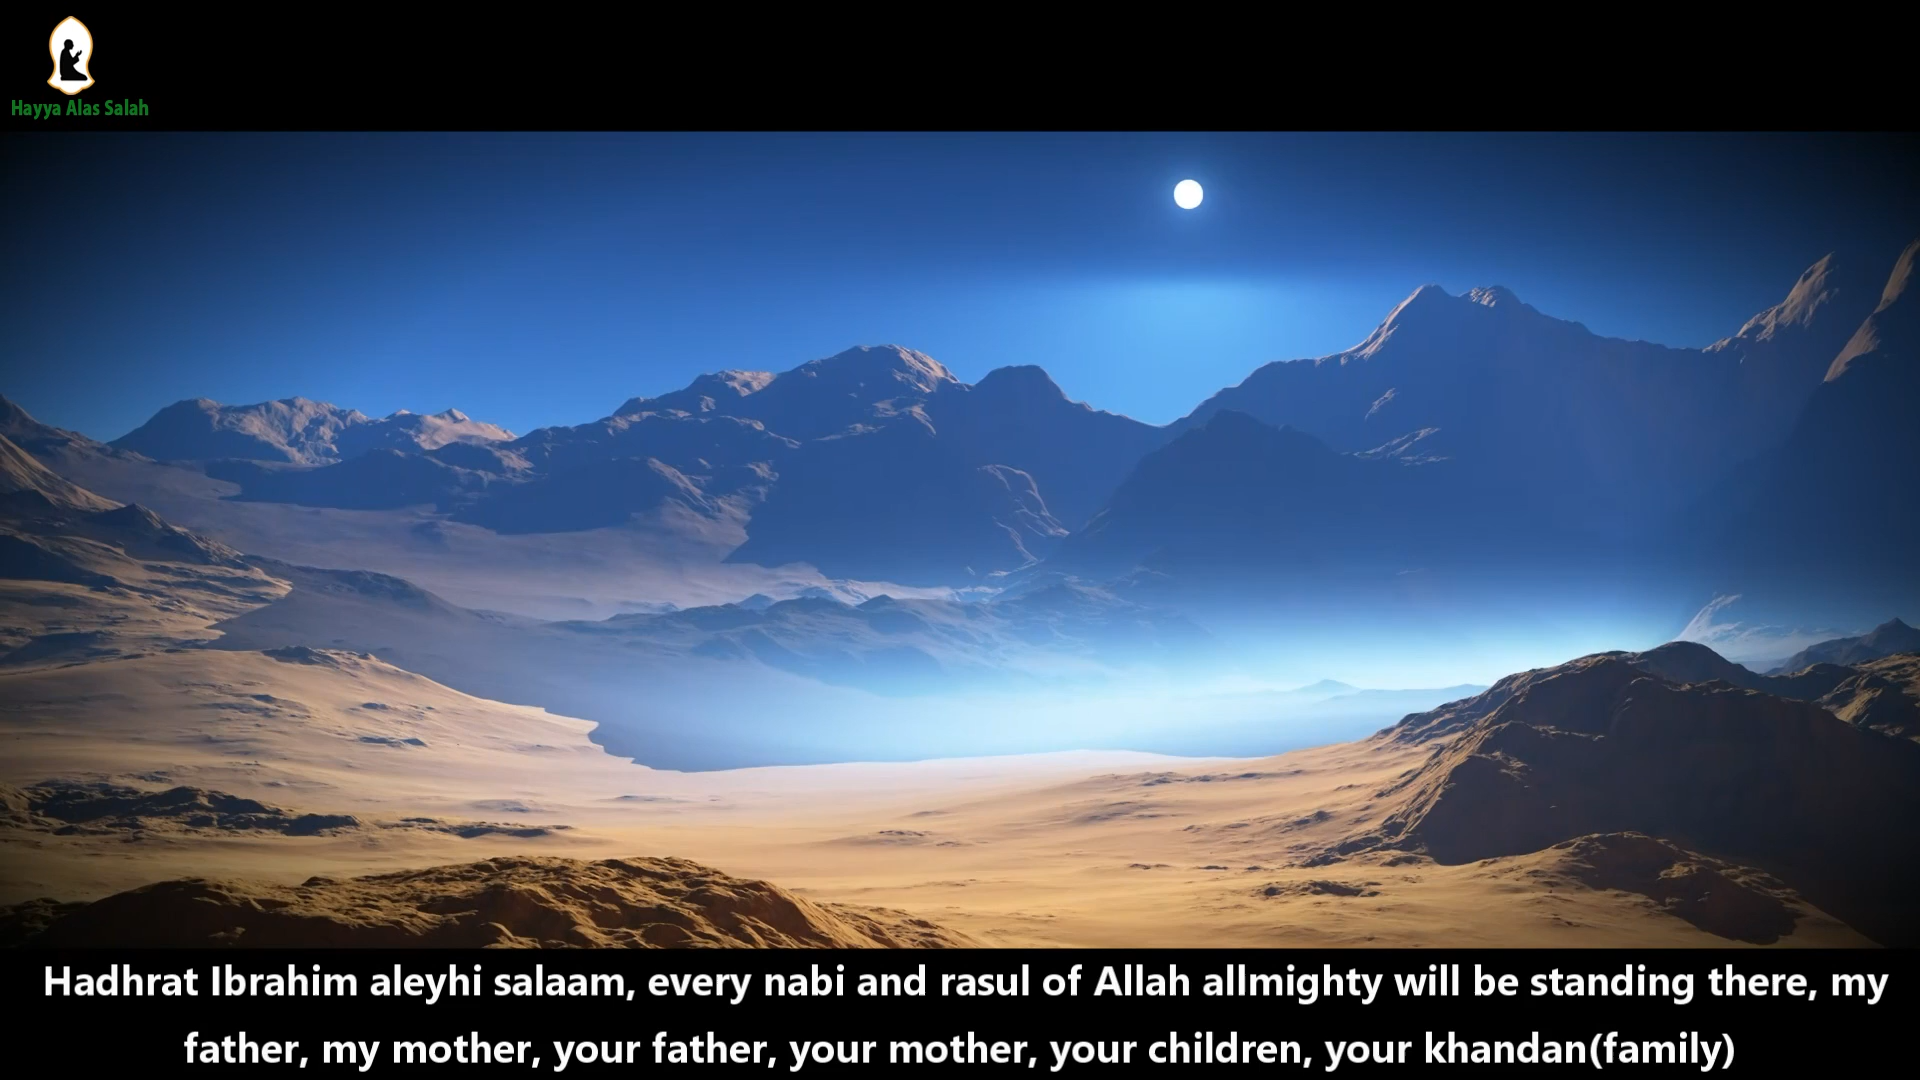 Hayya Alas Salah
Hadhrat Ibrahim aleyhi salaam, every nabi and rasul of Allah allmighty will be standing there, my
father, my mother, your father, your mother, your children, your khandan(family)